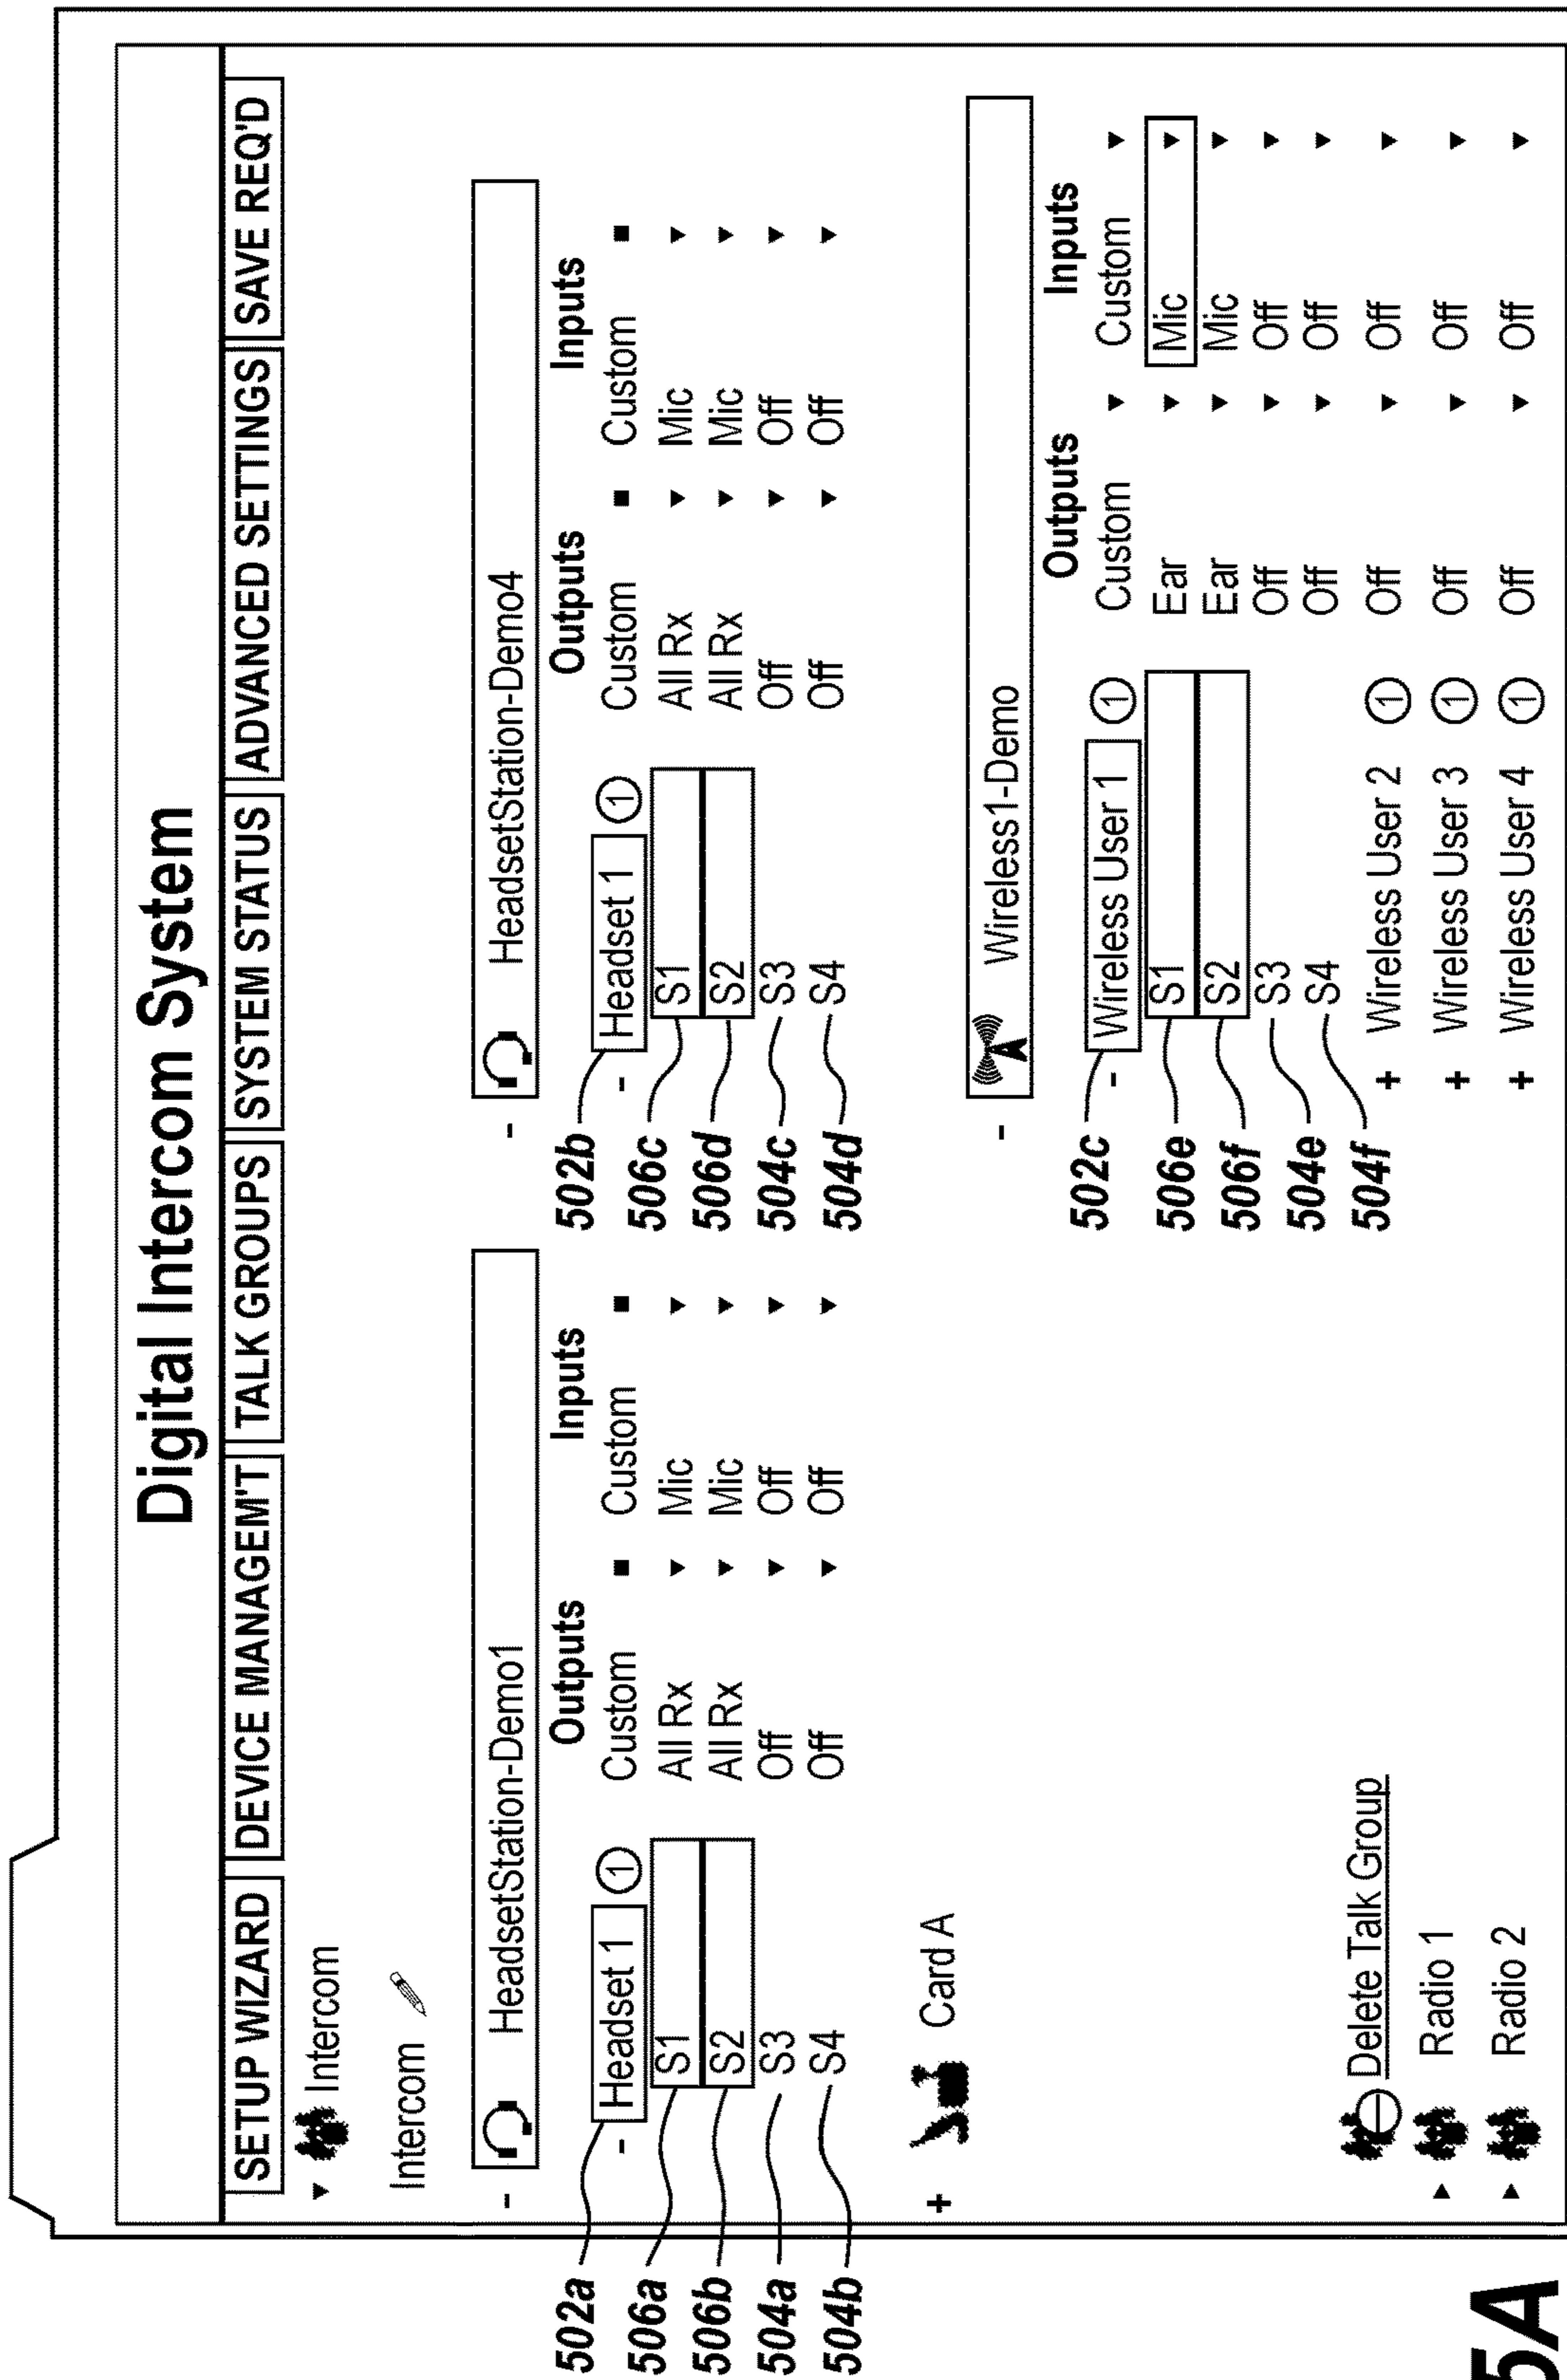 Digital Intercom System
SETUP WIZARD DEVICE MANAGEM'T TALK GROUPS SYSTEM STATUS ADVANCED SETTINGS SAVE REQ'D
▼ Intercom
Intercom
- HeadsetStation-Demo1
Outputs Inputs
502a - Headset 1 1 Custom ■ Custom ■
506a S1 All Rx ▼ Mic ▼
506b S2 All Rx ▼ Mic ▼
504a S3 Off ▼ Off ▼
504b S4 Off ▼ Off ▼
+ Card A
- HeadsetStation-Demo4
Outputs Inputs
502b - Headset 1 1 Custom ■ Custom ■
506c S1 All Rx ▼ Mic ▼
506d S2 All Rx ▼ Mic ▼
504c S3 Off ▼ Off ▼
504d S4 Off ▼ Off ▼
- Wireless1-Demo
Outputs Inputs
502c - Wireless User 1 1 Custom ▼ Custom ▼
506e S1 Ear ▼ Mic ▼
506f S2 Ear ▼ Mic ▼
504e S3 Off ▼ Off ▼
504f S4 Off ▼ Off ▼
+ Wireless User 2 1 Off ▼ Off ▼
+ Wireless User 3 1 Off ▼ Off ▼
+ Wireless User 4 1 Off ▼ Off ▼
Delete Talk Group
► Radio 1
► Radio 2
5A